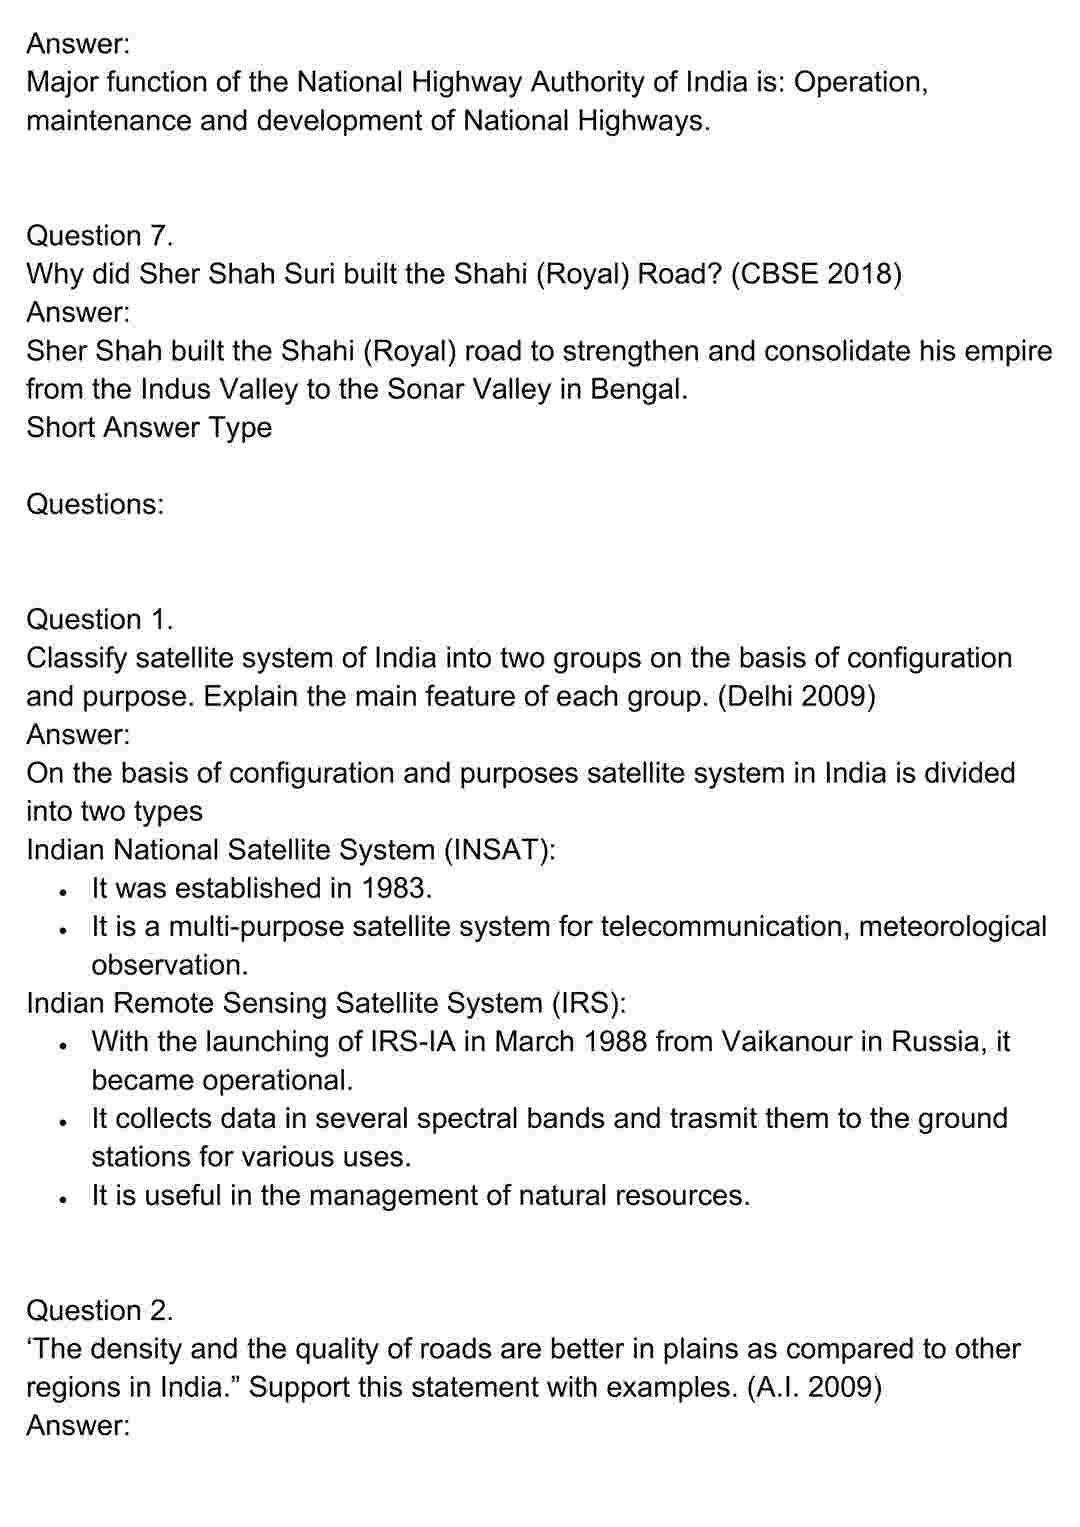 Answer:
Major function of the National Highway Authority of India is: Operation,
maintenance and development of National Highways.
Question 7.
Why did Sher Shah Suri built the Shahi (Royal) Road? (CBSE 2018)
Answer:
Sher Shah built the Shahi (Royal) road to strengthen and consolidate his empire
from the Indus Valley to the Sonar Valley in Bengal.
Short Answer Type
Questions:
Question 1.
Classify satellite system of India into two groups on the basis of configuration
and purpose. Explain the main feature of each group. (Delhi 2009)
Answer:
On the basis of configuration and purposes satellite system in India is divided
into two types
Indian National Satellite System (INSAT):
• It was established in 1983.
• It is a multi-purpose satellite system for telecommunication, meteorological
observation.
Indian Remote Sensing Satellite System (IRS):
• With the launching of IRS-IA in March 1988 from Vaikanour in Russia, it
became operational.
• It collects data in several spectral bands and trasmit them to the ground
stations for various uses.
• It is useful in the management of natural resources.
Question 2.
‘The density and the quality of roads are better in plains as compared to other
regions in India.” Support this statement with examples. (A.I. 2009)
Answer: